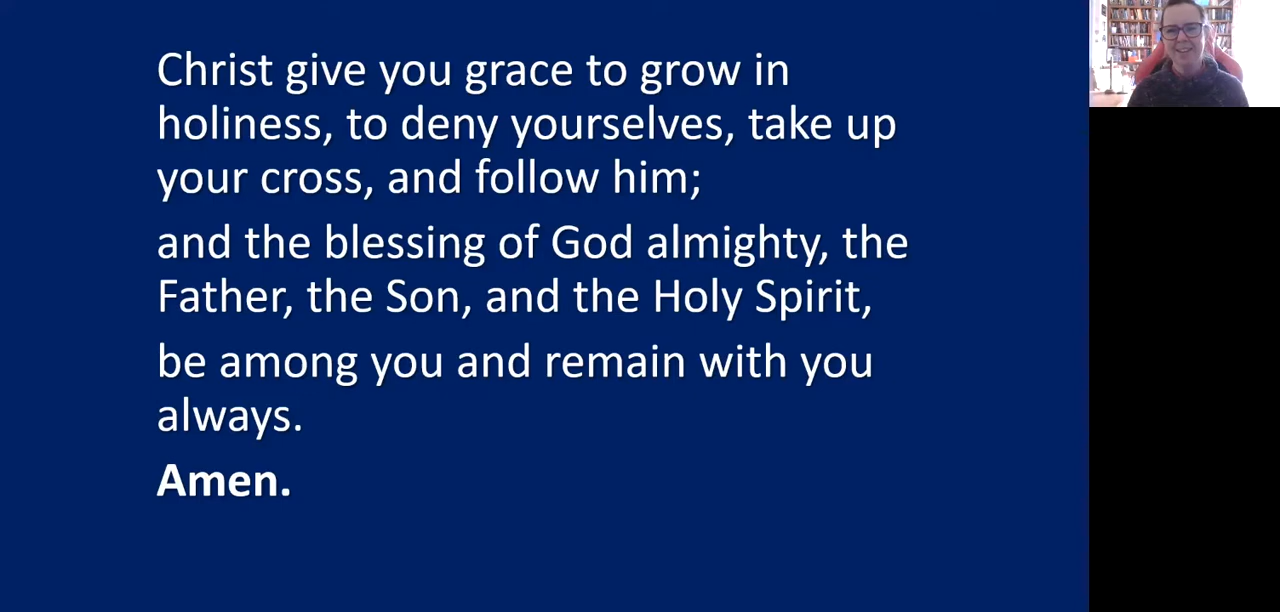 Christ give you grace to grow in
holiness, to deny yourselves, take up
your cross, and follow him;
and the blessing of God almighty, the
Father, the Son, and the Holy Spirit,
be among you and remain with you
always.
Amen.